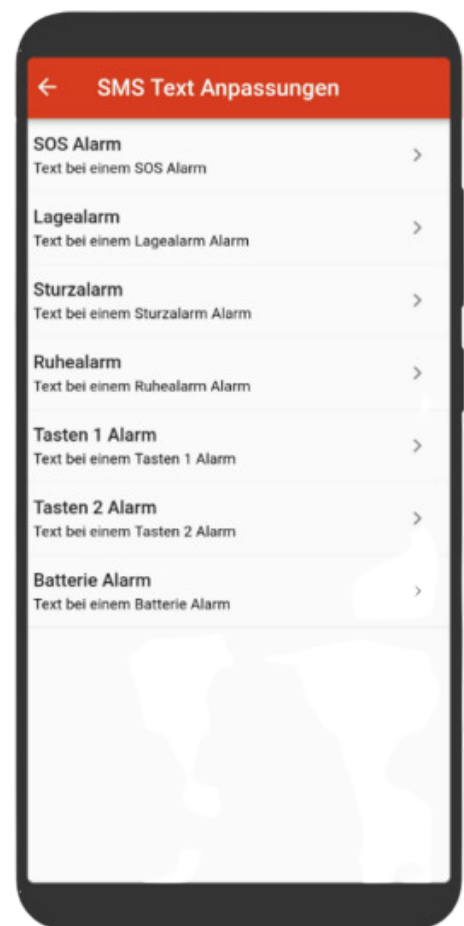 SMS Text Anpassungen
SOS Alarm
Text bei einem SOS Alarm
Lagealarm
Text bei einem Lagealarm Alarm
Sturzalarm
Text bei einem Sturzalarm Alarm
Ruhealarm
Text bei einem Ruhealarm Alarm
Tasten 1 Alarm
Text bei einem Tasten 1 Alarm
Tasten 2 Alarm
Text bei einem Tasten 2 Alarm
Batterie Alarm
Text bei einem Batterie Alarm